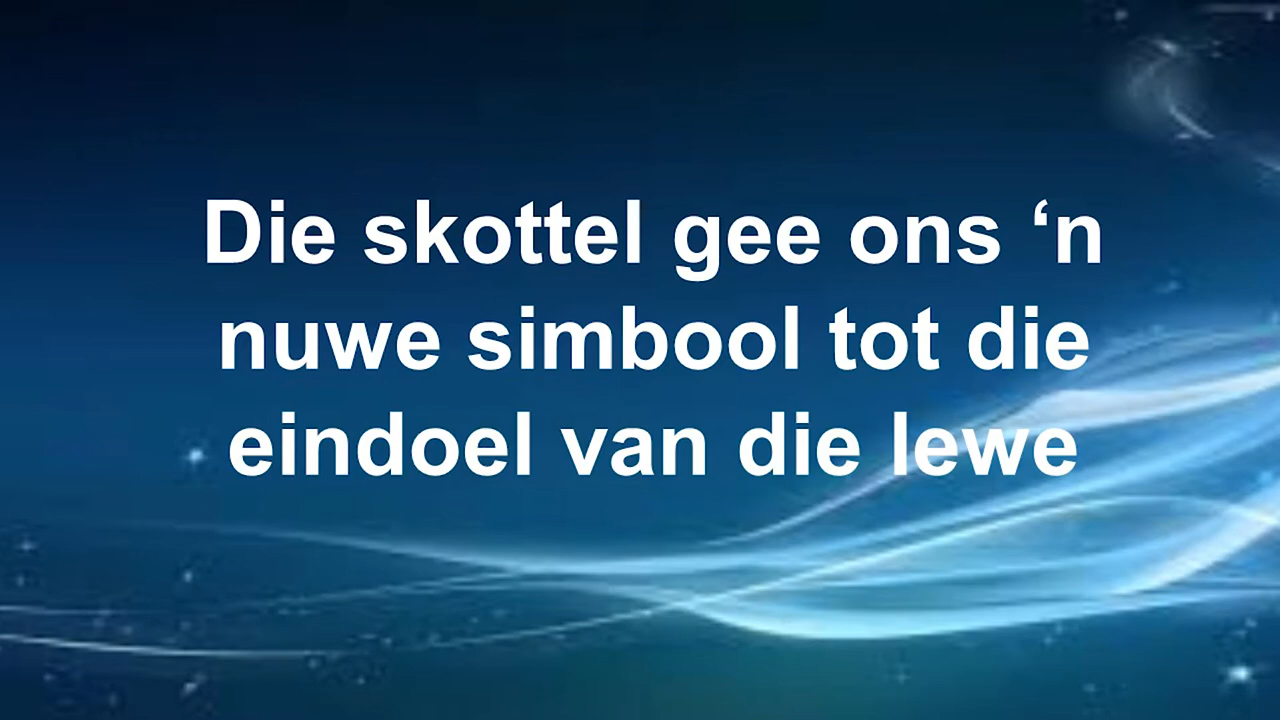 Die skottel gee ons ‘n
nuwe simbool tot die
eindoel van die lewe